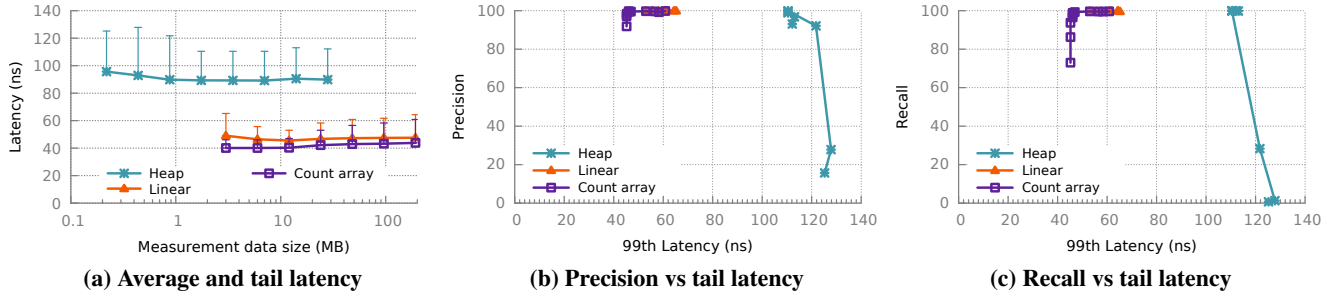 140
120
100
80
60
40
20
0
Latency (ns)
Heap
Linear
Count array
0.1 1 10 100
Measurement data size (MB)
(a) Average and tail latency
100
80
60
40
20
0
Precision
Heap
Linear
Count array
0 20 40 60 80 100 120 140
99th Latency (ns)
(b) Precision vs tail latency
100
80
60
40
20
0
Recall
Heap
Linear
Count array
0 20 40 60 80 100 120 140
99th Latency (ns)
(c) Recall vs tail latency